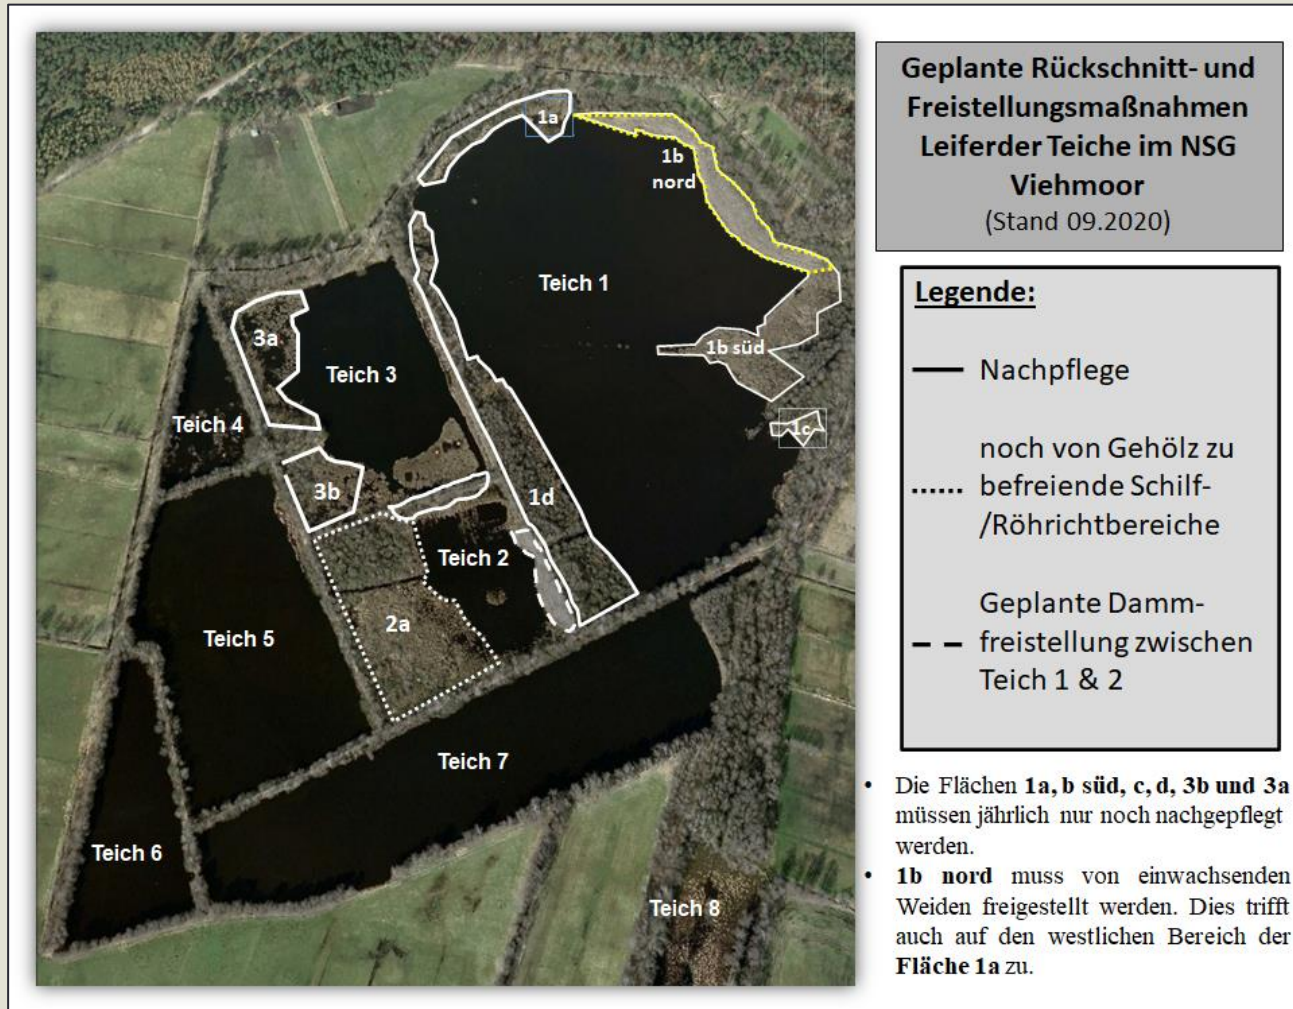 Geplante Rückschnitt- und
Freistellungsmaßnahmen
Leiferder Teiche im NSG
Viehmoor
(Stand 09.2020)
1a
1b
nord
Teich 1
3a
Teich 3
1b süd
Teich 4
1c
3b
1d
Teich 2
2a
Teich 5
Teich 7
Teich 6
Teich 8
Legende:
Nachpflege
noch von Gehölz zu
befreiende Schilf-
/Röhrichtbereiche
Geplante Damm-
freistellung zwischen
Teich 1 & 2
• Die Flächen 1a, b süd, c, d, 3b und 3a
müssen jährlich nur noch nachgepflegt
werden.
• 1b nord muss von einwachsenden
Weiden freigestellt werden. Dies trifft
auch auf den westlichen Bereich der
Fläche 1a zu.